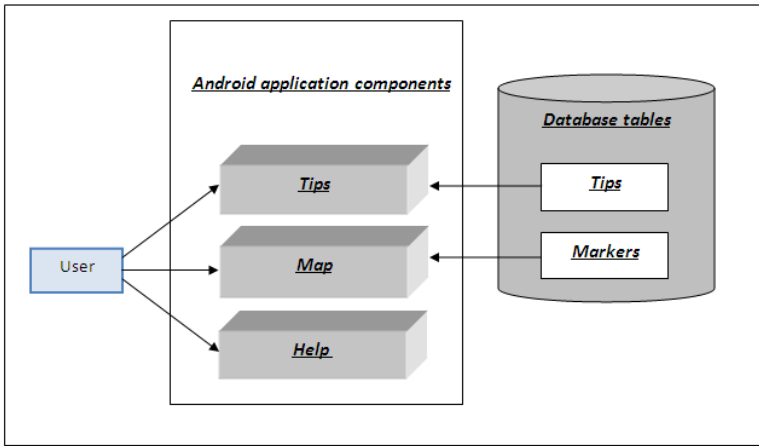 Android application components
Database tables
Tips
Tips
User
Map
Markers
Help